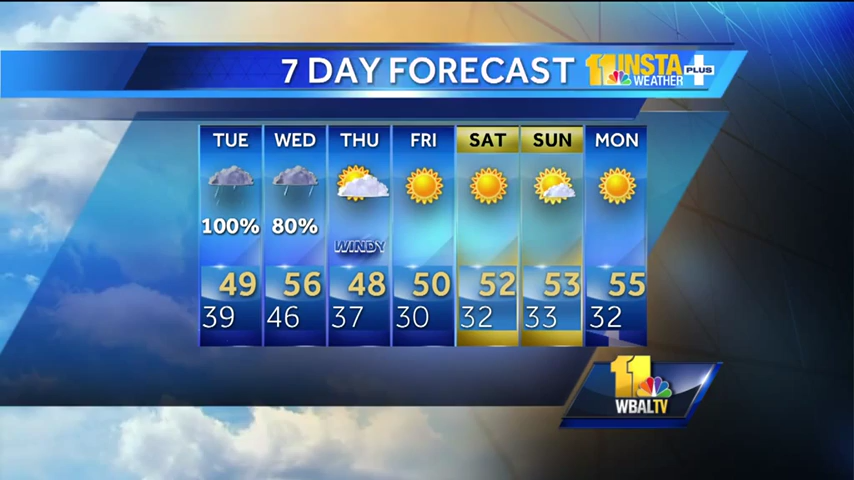 7 DAY FORECAST 11 INSTA WEATHER PLUS
TUE WED THU FRI SAT SUN MON
100% 80%
WINDY
49 56 48 50 52 53 55
39 46 37 30 32 33 32
11
WBALTV